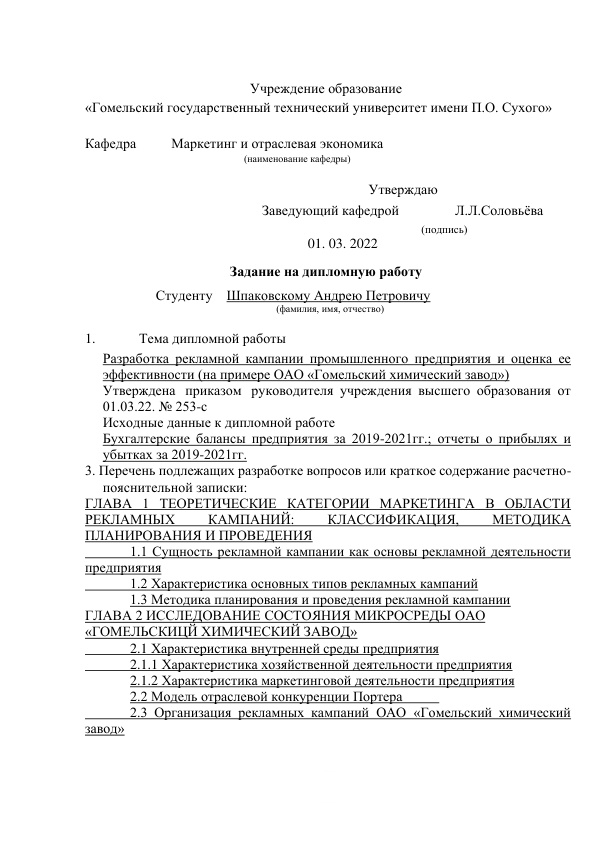 Учреждение образование
«Гомельский государственный технический университет имени П.О. Сухого»
Кафедра Маркетинг и отраслевая экономика
(наименование кафедры)
Утверждаю
Заведующий кафедрой Л.Л.Соловьёва
(подпись)
01. 03. 2022
Задание на дипломную работу
Студенту Шпаковскому Андрею Петровичу
(фамилия, имя, отчество)
1. Тема дипломной работы
Разработка рекламной кампании промышленного предприятия и оценка ее
эффективности (на примере ОАО «Гомельский химический завод»)
Утверждена приказом руководителя учреждения высшего образования от
01.03.22. № 253-с
Исходные данные к дипломной работе
Бухгалтерские балансы предприятия за 2019-2021гг.; отчеты о прибылях и
убытках за 2019-2021гг.
3. Перечень подлежащих разработке вопросов или краткое содержание расчетно-
пояснительной записки:
ГЛАВА 1 ТЕОРЕТИЧЕСКИЕ КАТЕГОРИИ МАРКЕТИНГА В ОБЛАСТИ
РЕКЛАМНЫХ КАМПАНИЙ: КЛАССИФИКАЦИЯ, МЕТОДИКА
ПЛАНИРОВАНИЯ И ПРОВЕДЕНИЯ
1.1 Сущность рекламной кампании как основы рекламной деятельности
предприятия
1.2 Характеристика основных типов рекламных кампаний
1.3 Методика планирования и проведения рекламной кампании
ГЛАВА 2 ИССЛЕДОВАНИЕ СОСТОЯНИЯ МИКРОСРЕДЫ ОАО
«ГОМЕЛЬСКИЦЙ ХИМИЧЕСКИЙ ЗАВОД»
2.1 Характеристика внутренней среды предприятия
2.1.1 Характеристика хозяйственной деятельности предприятия
2.1.2 Характеристика маркетинговой деятельности предприятия
2.2 Модель отраслевой конкуренции Портера
2.3 Организация рекламных кампаний ОАО «Гомельский химический
завод»